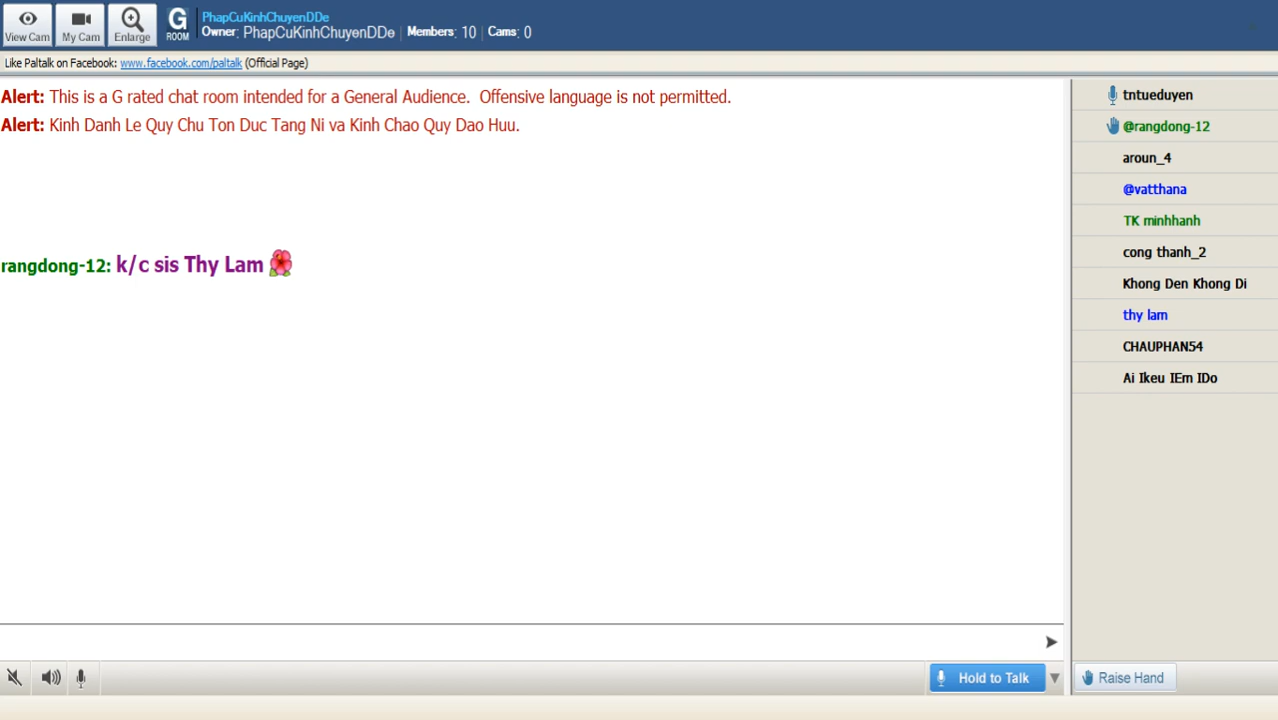 View Cam
My Cam
Enlarge
G
ROOM
PhapCuKinhChuyenDDe
Owner: PhapCuKinhChuyenDDe Members: 10 Cams: 0
Like Paltalk on Facebook: www.facebook.com/paltalk (Official Page)
Alert: This is a G rated chat room intended for a General Audience. Offensive language is not permitted.
Alert: Kinh Danh Le Quy Chu Ton Duc Tang Ni va Kinh Chao Quy Dao Huu.
rangdong-12: k/c sis Thy Lam
tntueduyen
@rangdong-12
aroun_4
@vatthana
TK minhhanh
cong thanh_2
Khong Den Khong Di
thy lam
CHAUPHAN54
Ai Ikeu IEm IDo
Hold to Talk
Raise Hand